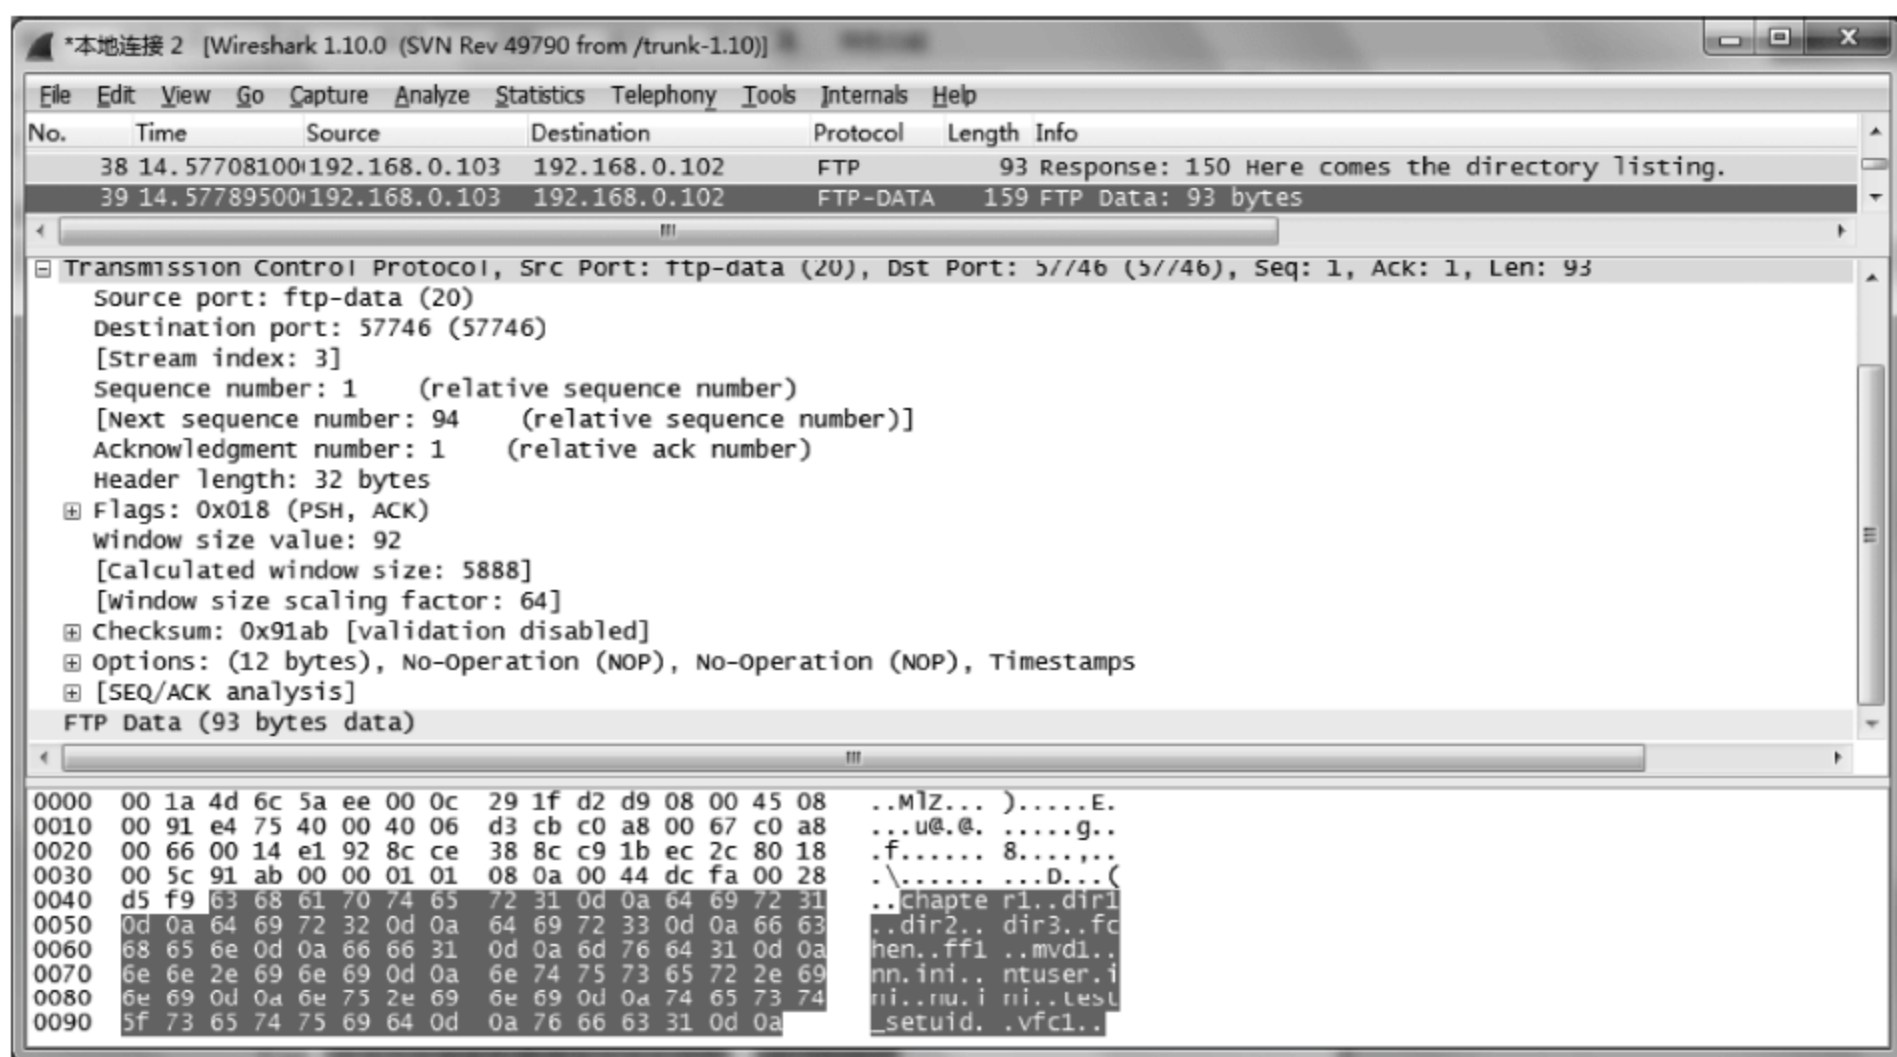 *本地连接 2 [Wireshark 1.10.0 (SVN Rev 49790 from /trunk-1.10)]
File Edit View Go Capture Analyze Statistics Telephony Tools Internals Help
No. Time Source Destination Protocol Length Info
38 14.57708100 192.168.0.103 192.168.0.102 FTP 93 Response: 150 Here comes the directory listing.
39 14.57789500 192.168.0.103 192.168.0.102 FTP-DATA 159 FTP Data: 93 bytes
Transmission Control Protocol, Src Port: ftp-data (20), Dst Port: 57746 (57746), Seq: 1, Ack: 1, Len: 93
Source port: ftp-data (20)
Destination port: 57746 (57746)
[Stream index: 3]
Sequence number: 1 (relative sequence number)
[Next sequence number: 94 (relative sequence number)]
Acknowledgment number: 1 (relative ack number)
Header length: 32 bytes
Flags: 0x018 (PSH, ACK)
Window size value: 92
[Calculated window size: 5888]
[Window size scaling factor: 64]
Checksum: 0x91ab [validation disabled]
Options: (12 bytes), No-Operation (NOP), No-Operation (NOP), Timestamps
[SEQ/ACK analysis]
FTP Data (93 bytes data)
0000 00 1a 4d 6c 5a ee 00 0c 29 1f d2 d9 08 00 45 08 ..MlZ... ).....E.
0010 00 91 e4 75 40 00 40 06 d3 cb c0 a8 00 67 c0 a8 ...u@.@. .....g..
0020 00 66 00 14 e1 92 8c ce 38 8c c9 1b ec 2c 80 18 .f...... 8....,..
0030 00 5c 91 ab 00 00 01 01 08 0a 00 44 dc fa 00 28 .\...... ...D...(
0040 d5 f9 63 68 61 70 74 65 72 31 0d 0a 64 69 72 31 ..chapte r1..dir1
0050 0d 0a 64 69 72 32 0d 0a 64 69 72 33 0d 0a 66 63 ..dir2.. dir3..fc
0060 68 65 6e 0d 0a 66 66 31 0d 0a 6d 76 64 31 0d 0a hen..ff1 ..mvd1..
0070 6e 6e 2e 69 6e 69 0d 0a 6e 74 75 73 65 72 2e 69 nn.ini.. ntuser.i
0080 6e 69 0d 0a 6e 75 2e 69 6e 69 0d 0a 74 65 73 74 ni..nu.i ni..test
0090 5f 73 65 74 75 69 64 0d 0a 76 66 63 31 0d 0a _setuid. .vfc1..